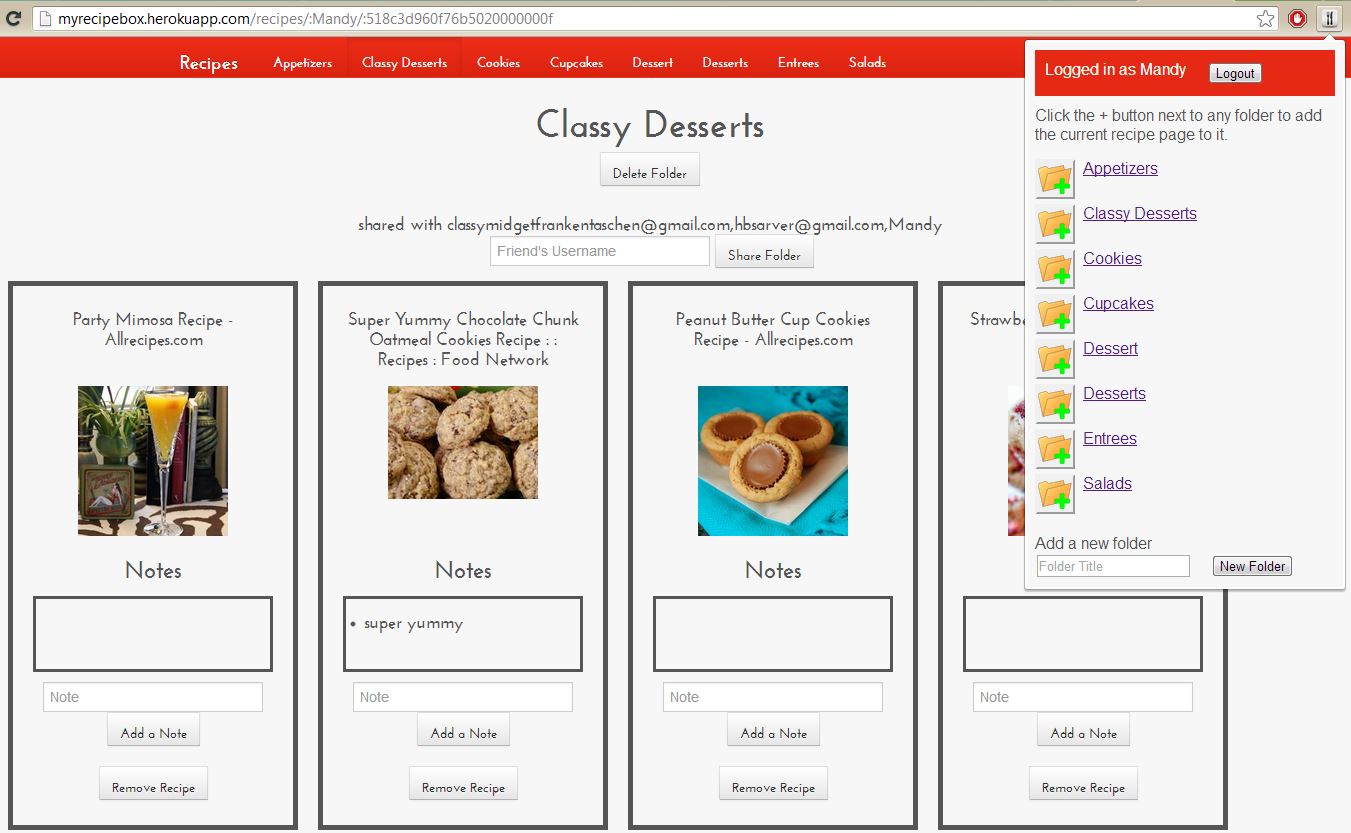 myrecipebox.herokuapp.com/recipes/:Mandy/:518c3d960f76b5020000000f
Recipes Appetizers Classy Desserts Cookies Cupcakes Dessert Desserts Entrees Salads
Classy Desserts
Delete Folder
shared with classymidgetfrankentaschen@gmail.com,hbsarver@gmail.com,Mandy
Friend's Username Share Folder
Party Mimosa Recipe -
Allrecipes.com
Notes
Note
Add a Note
Remove Recipe
Super Yummy Chocolate Chunk
Oatmeal Cookies Recipe : :
Recipes : Food Network
Notes
• super yummy
Note
Add a Note
Remove Recipe
Peanut Butter Cup Cookies
Recipe - Allrecipes.com
Notes
Note
Add a Note
Remove Recipe
Note
Add a Note
Remove Recipe
Logged in as Mandy Logout
Click the + button next to any folder to add
the current recipe page to it.
Appetizers
Classy Desserts
Cookies
Cupcakes
Dessert
Desserts
Entrees
Salads
Add a new folder
Folder Title New Folder